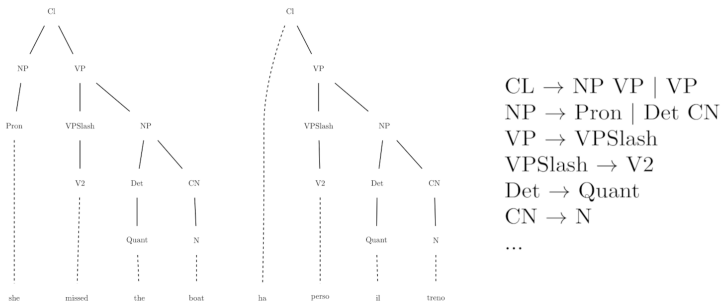 Cl
NP VP
Pron VPSlash NP
V2 Det CN
Quant N
she missed the boat
Cl
VP
VPSlash NP
V2 Det CN
Quant N
ha perso il treno
CL → NP VP | VP
NP → Pron | Det CN
VP → VPSlash
VPSlash → V2
Det → Quant
CN → N
...